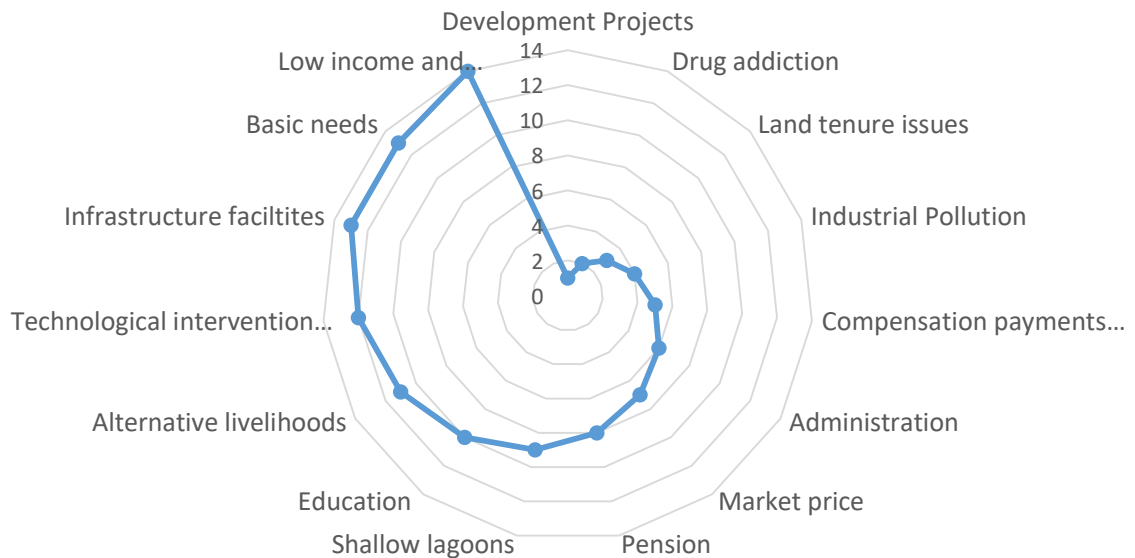 Development Projects
Drug addiction
Land tenure issues
Industrial Pollution
Compensation payments...
Administration
Market price
Pension
Shallow lagoons
Education
Alternative livelihoods
Technological intervention...
Infrastructure faciltites
Basic needs
Low income and...
14
12
10
8
6
4
2
0